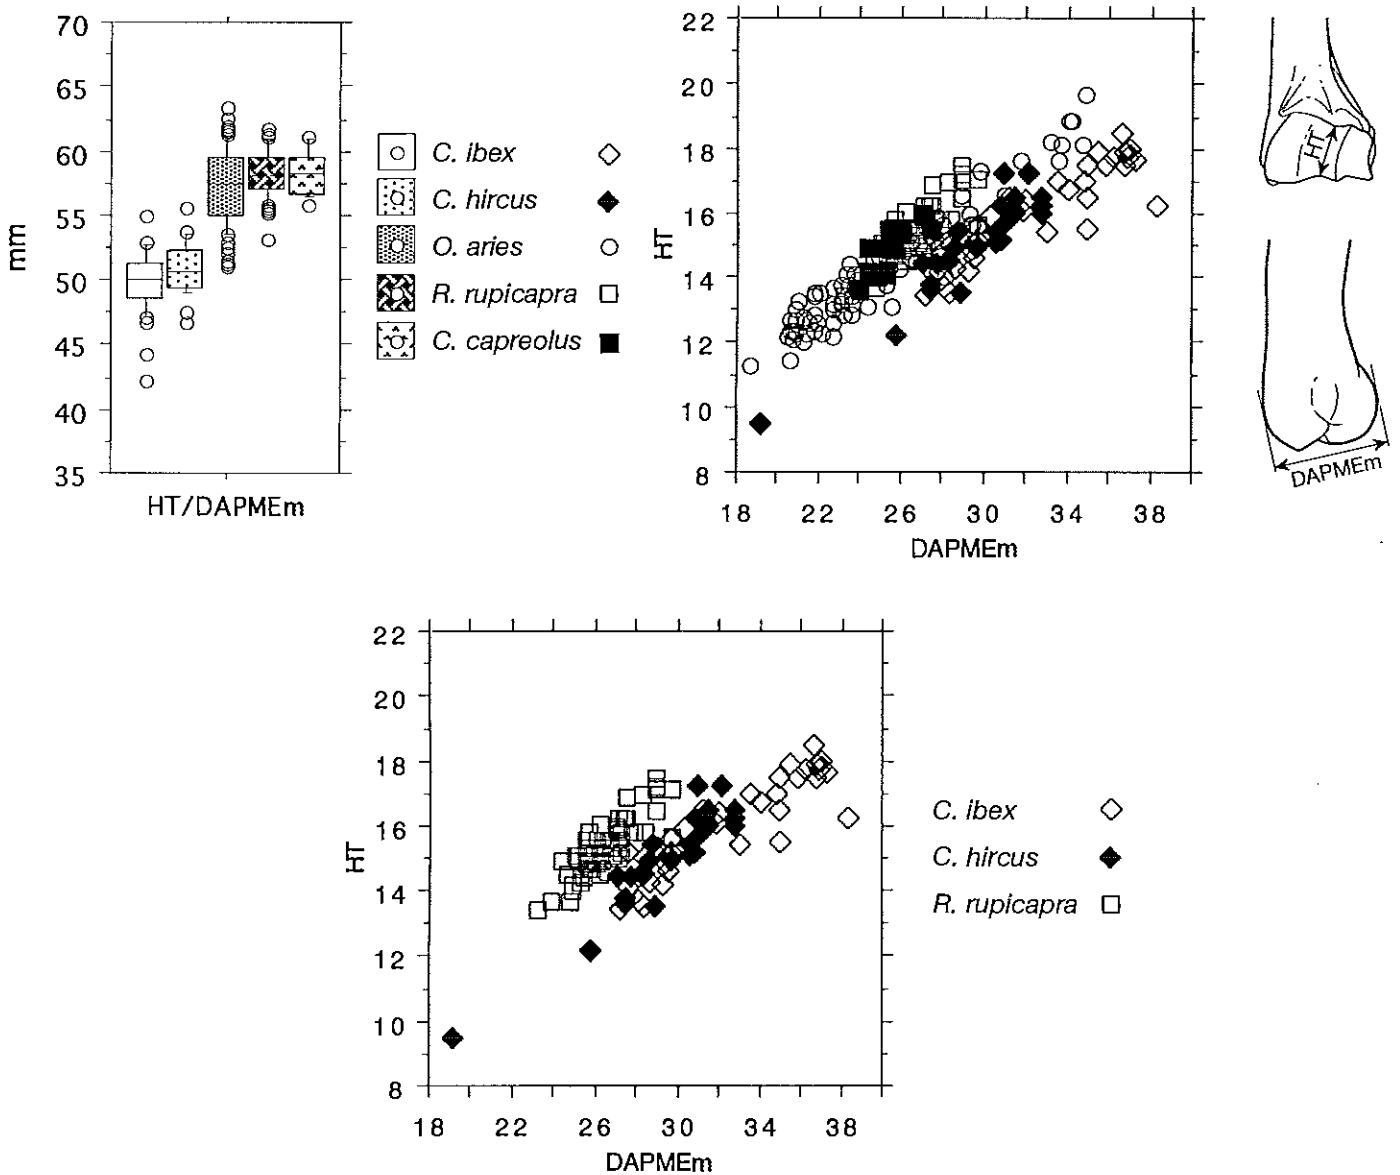 70
65
60
55
50
45
40
35
mm
HT/DAPMEm
C. ibex
C. hircus
O. aries
R. rupicapra
C. capreolus
22
20
18
16
14
12
10
8
HT
18 22 26 30 34 38
DAPMEm
HT
DAPMEm
22
20
18
16
14
12
10
8
HT
18 22 26 30 34 38
DAPMEm
C. ibex
C. hircus
R. rupicapra